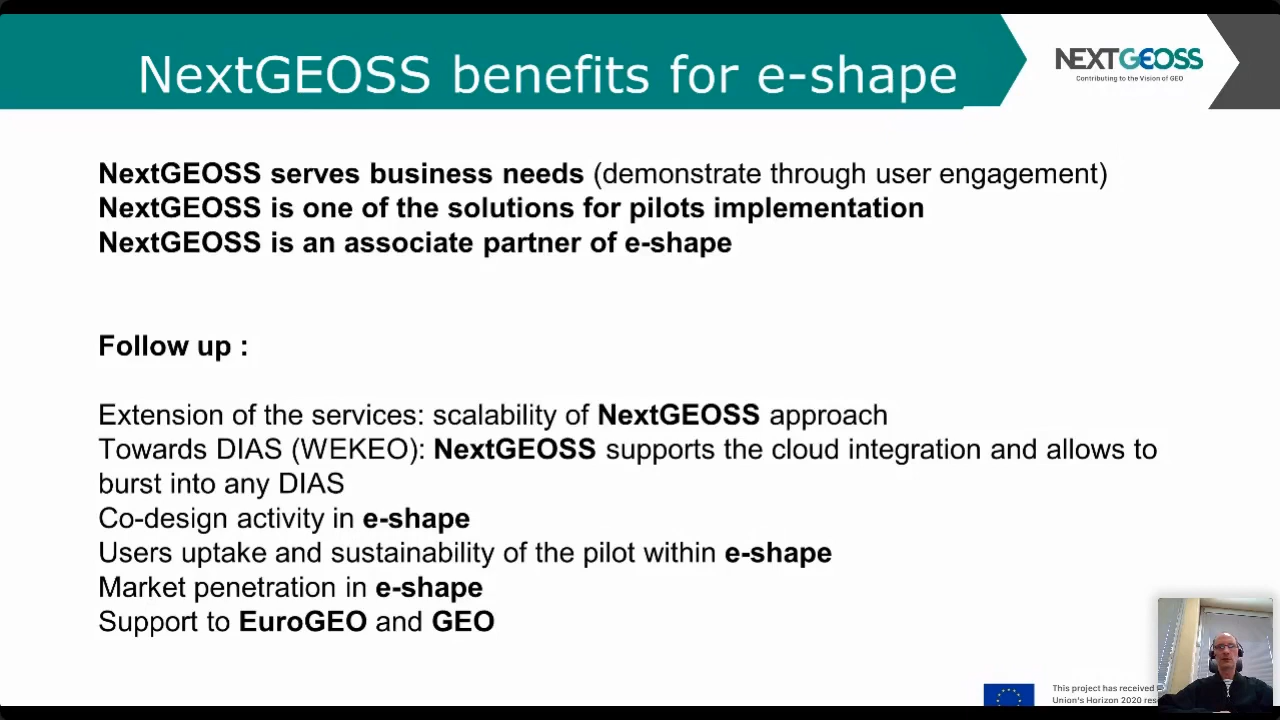 NextGEOSS benefits for e-shape
NEXTGEOSS
Contributing to the Vision of GEO
NextGEOSS serves business needs (demonstrate through user engagement)
NextGEOSS is one of the solutions for pilots implementation
NextGEOSS is an associate partner of e-shape
Follow up :
Extension of the services: scalability of NextGEOSS approach
Towards DIAS (WEKEO): NextGEOSS supports the cloud integration and allows to
burst into any DIAS
Co-design activity in e-shape
Users uptake and sustainability of the pilot within e-shape
Market penetration in e-shape
Support to EuroGEO and GEO
This project has received
Union's Horizon 2020